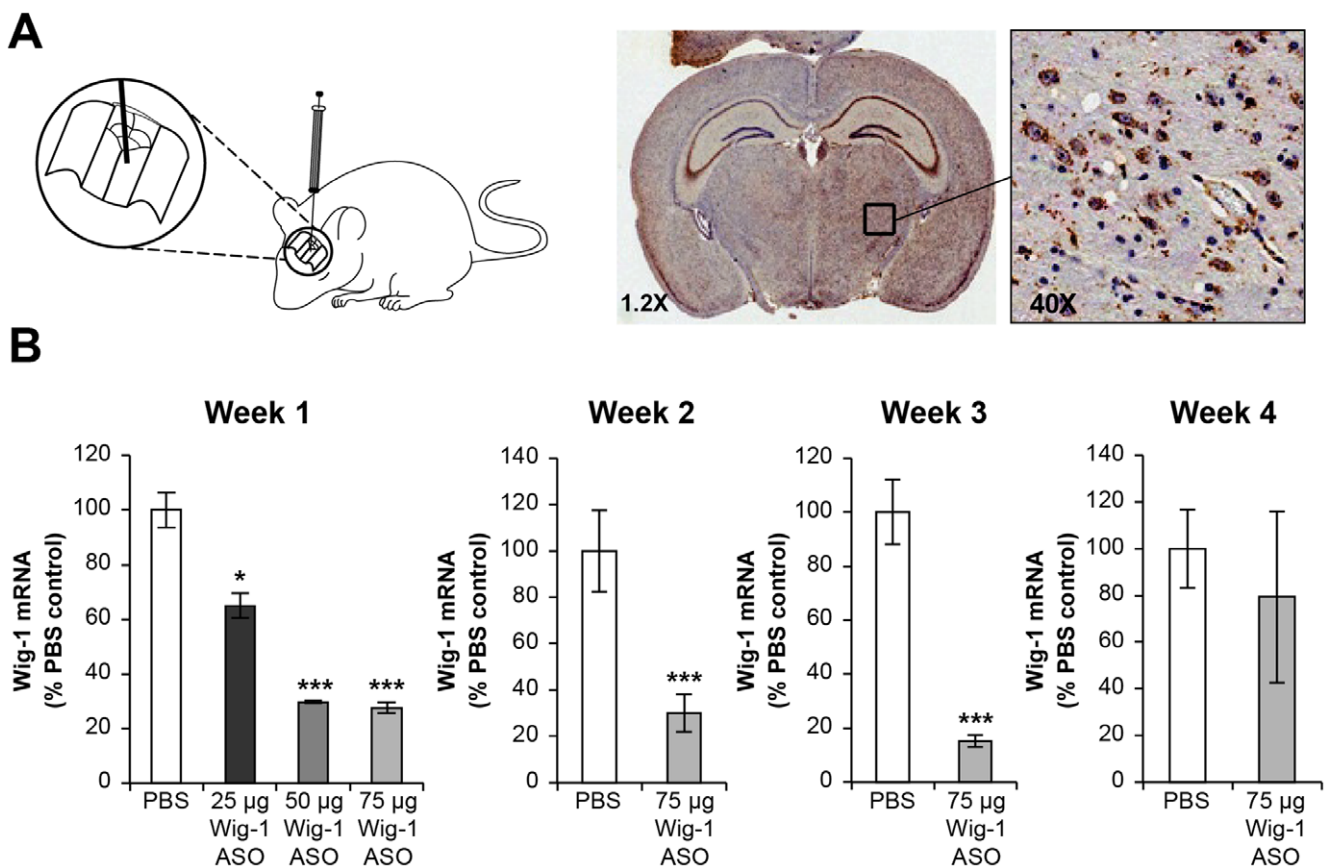 A
1.2X
40X
B
Week 1
Wig-1 mRNA
(% PBS control)
120
100
80
60
40
20
0
*
***
***
PBS
25 µg
Wig-1
ASO
50 µg
Wig-1
ASO
75 µg
Wig-1
ASO
Week 2
Wig-1 mRNA
(% PBS control)
140
120
100
80
60
40
20
0
***
PBS
75 µg
Wig-1
ASO
Week 3
Wig-1 mRNA
(% PBS control)
120
100
80
60
40
20
0
***
PBS
75 µg
Wig-1
ASO
Week 4
Wig-1 mRNA
(% PBS control)
140
120
100
80
60
40
20
0
PBS
75 µg
Wig-1
ASO